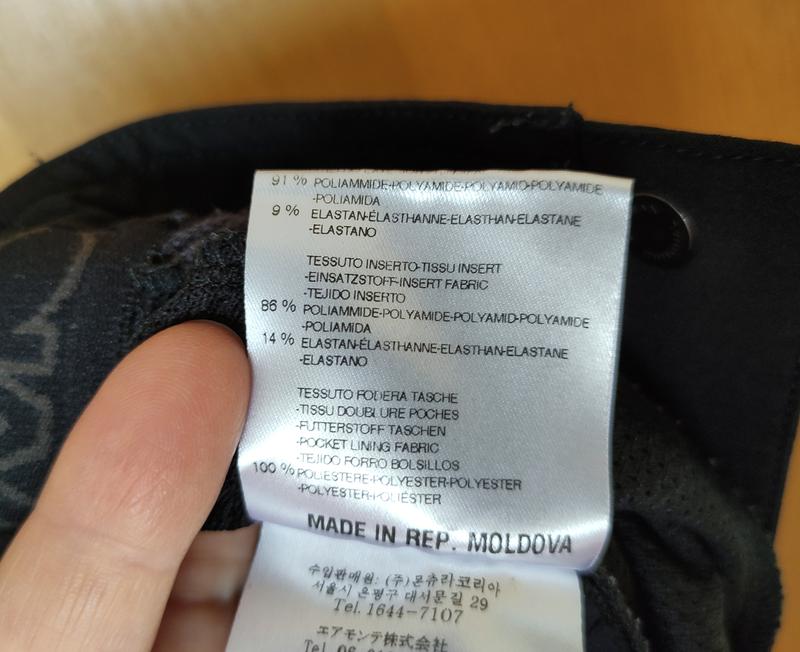 91 % POLIAMMIDE-POLYAMIDE-POLYAMID-POLYAMIDE
-POLIAMIDA
9 % ELASTAN-ÉLASTHANNE-ELASTHAN-ELASTANE
-ELASTANO
TESSUTO INSERTO-TISSU INSERT
-EINSATZSTOFF-INSERT FABRIC
-TEJIDO INSERTO
86 % POLIAMMIDE-POLYAMIDE-POLYAMID-POLYAMIDE
-POLIAMIDA
14 % ELASTAN-ÉLASTHANNE-ELASTHAN-ELASTANE
-ELASTANO
TESSUTO FODERA TASCHE
-TISSU DOUBLURE POCHES
-FUTTERSTOFF TASCHEN
-POCKET LINING FABRIC
-TEJIDO FORRO BOLSILLOS
100 % POLIESTERE-POLYESTER-POLYESTER
-POLYESTER-POLIÉSTER
MADE IN REP. MOLDOVA
수입판매원: (주)몬츄라코리아
서울시 은평구 대서문길 29
Tel. 1644-7107
エアモンテ株式会社
Tel